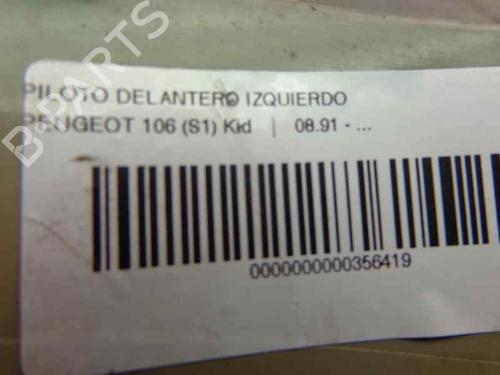 B-PARTS
PILOTO DELANTERO IZQUIERDO
PEUGEOT 106 (S1) Kid | 08.91 - ...
0000000000356419